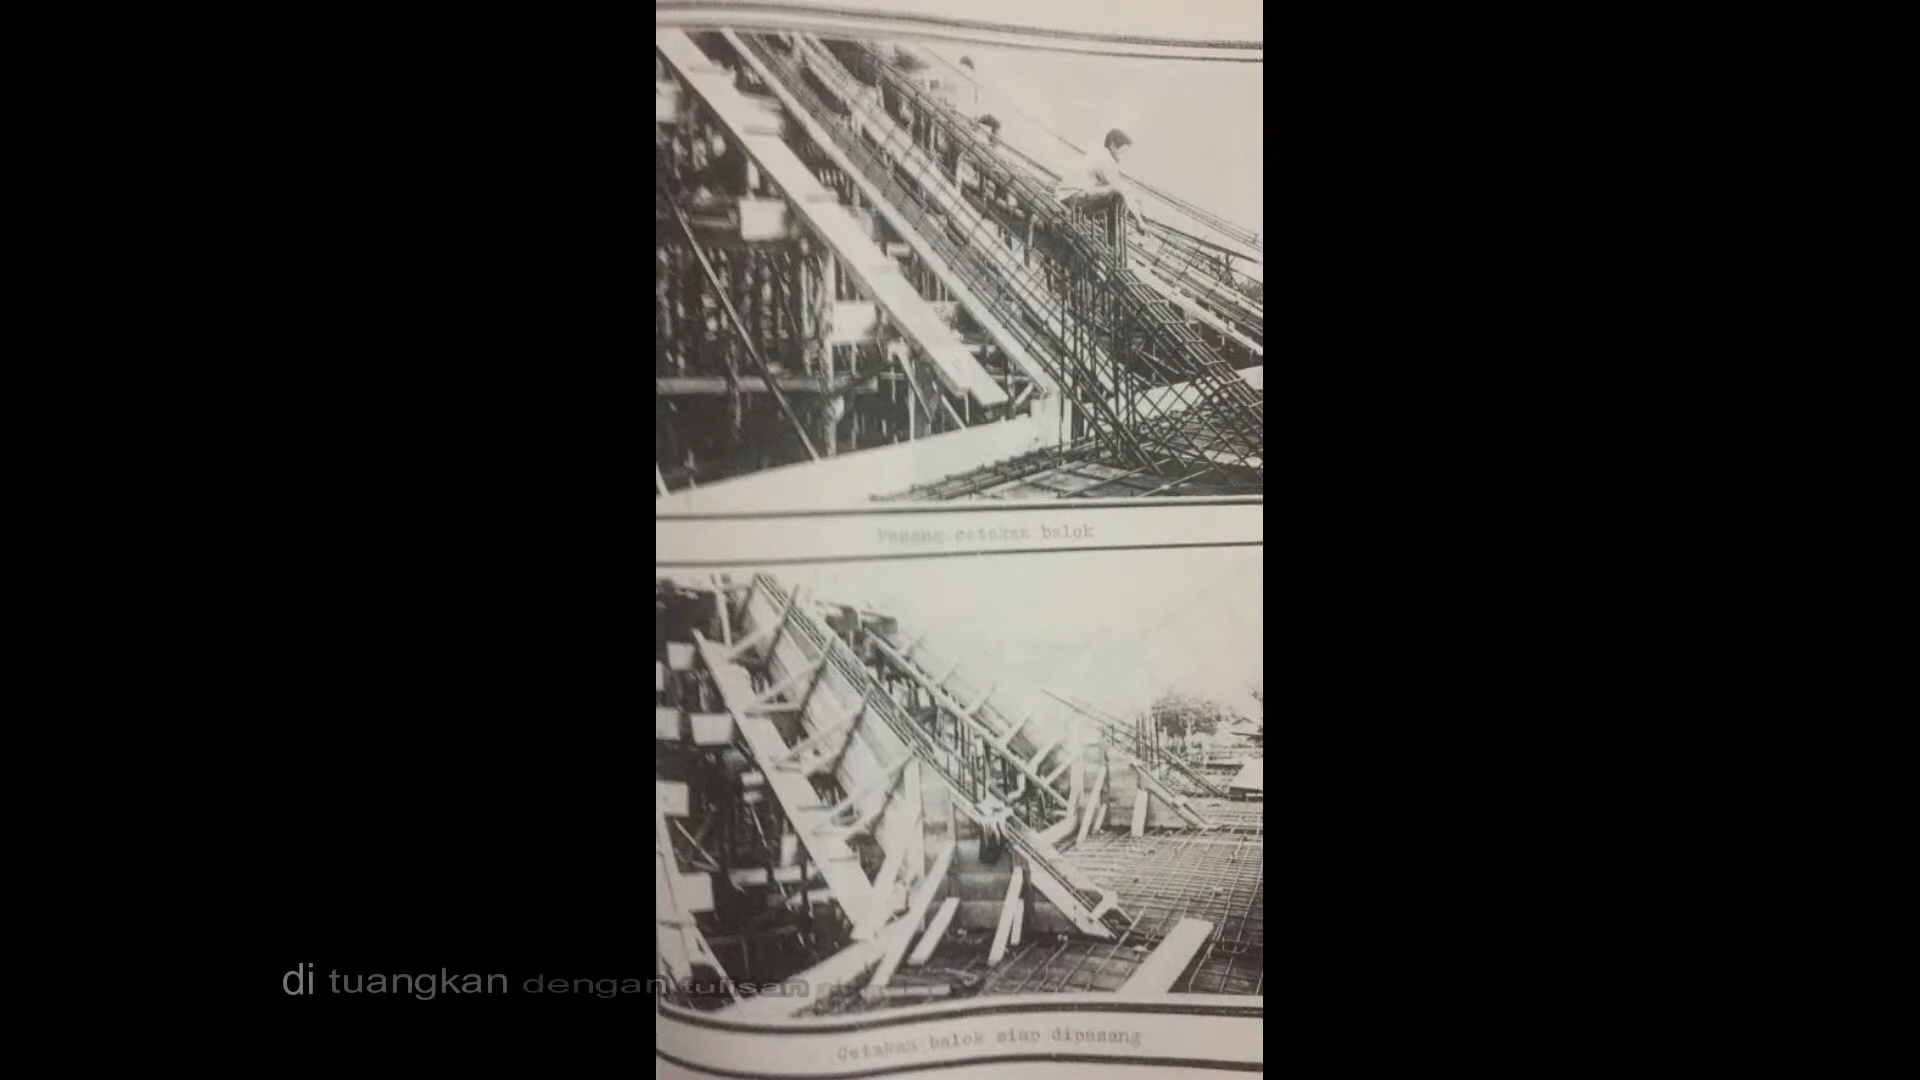 Pasang cetakan balok
di tuangkan dengan tulisan
Cetakan balok siap dipasang